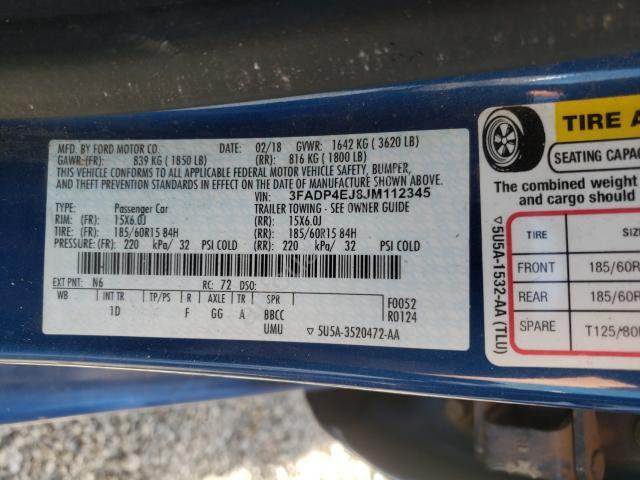 MFD. BY FORD MOTOR CO. DATE: 02/18 GVWR: 1642 KG ( 3620 LB)
GAWR:(FR): 839 KG ( 1850 LB) (RR): 816 KG ( 1800 LB)
THIS VEHICLE CONFORMS TO ALL APPLICABLE FEDERAL MOTOR VEHICLE SAFETY, BUMPER,
AND THEFT PREVENTION STANDARDS IN EFFECT ON THE DATE OF MANUFACTURE SHOWN ABOVE.
VIN: 3FADP4EJ8JM112345
TYPE: Passenger Car TRAILER TOWING - SEE OWNER GUIDE
RIM: (FR): 15X6.0J (RR): 15X6.0J
TIRE: (FR): 185/60R15 84H (RR): 185/60R15 84H
PRESSURE: (FR): 220 kPa/ 32 PSI COLD (RR): 220 kPa/ 32 PSI COLD
EXT PNT: N6 RC: 72 DSO:
WB INT TR TP/PS R AXLE TR SPR F0052
1D F GG A BBCC R0124
UMU ▽5U5A-3520472-AA
TIRE A
SEATING CAPA
The combined weight
and cargo should
TIRE SIZE
FRONT 185/60R
REAR 185/60R
SPARE T125/80
▽5U5A-1532-AA (TLU)